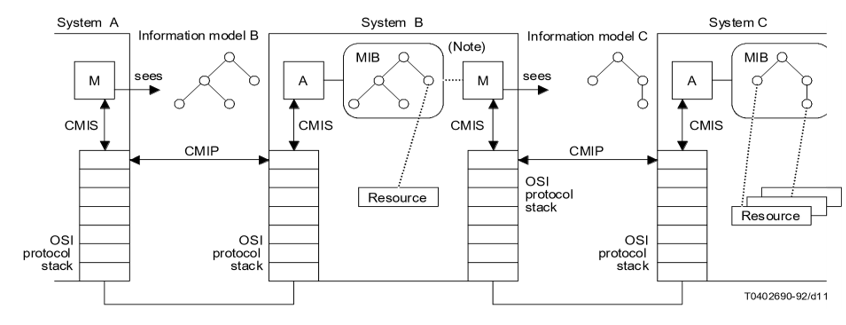 System A
System B
System C
Information model B
(Note)
Information model C
MIB
MIB
M
sees
A
M
sees
A
CMIS
CMIS
CMIS
CMIS
CMIP
CMIP
Resource
OSI
protocol
stack
Resource
OSI
protocol
stack
OSI
protocol
stack
OSI
protocol
stack
T0402690-92/d11